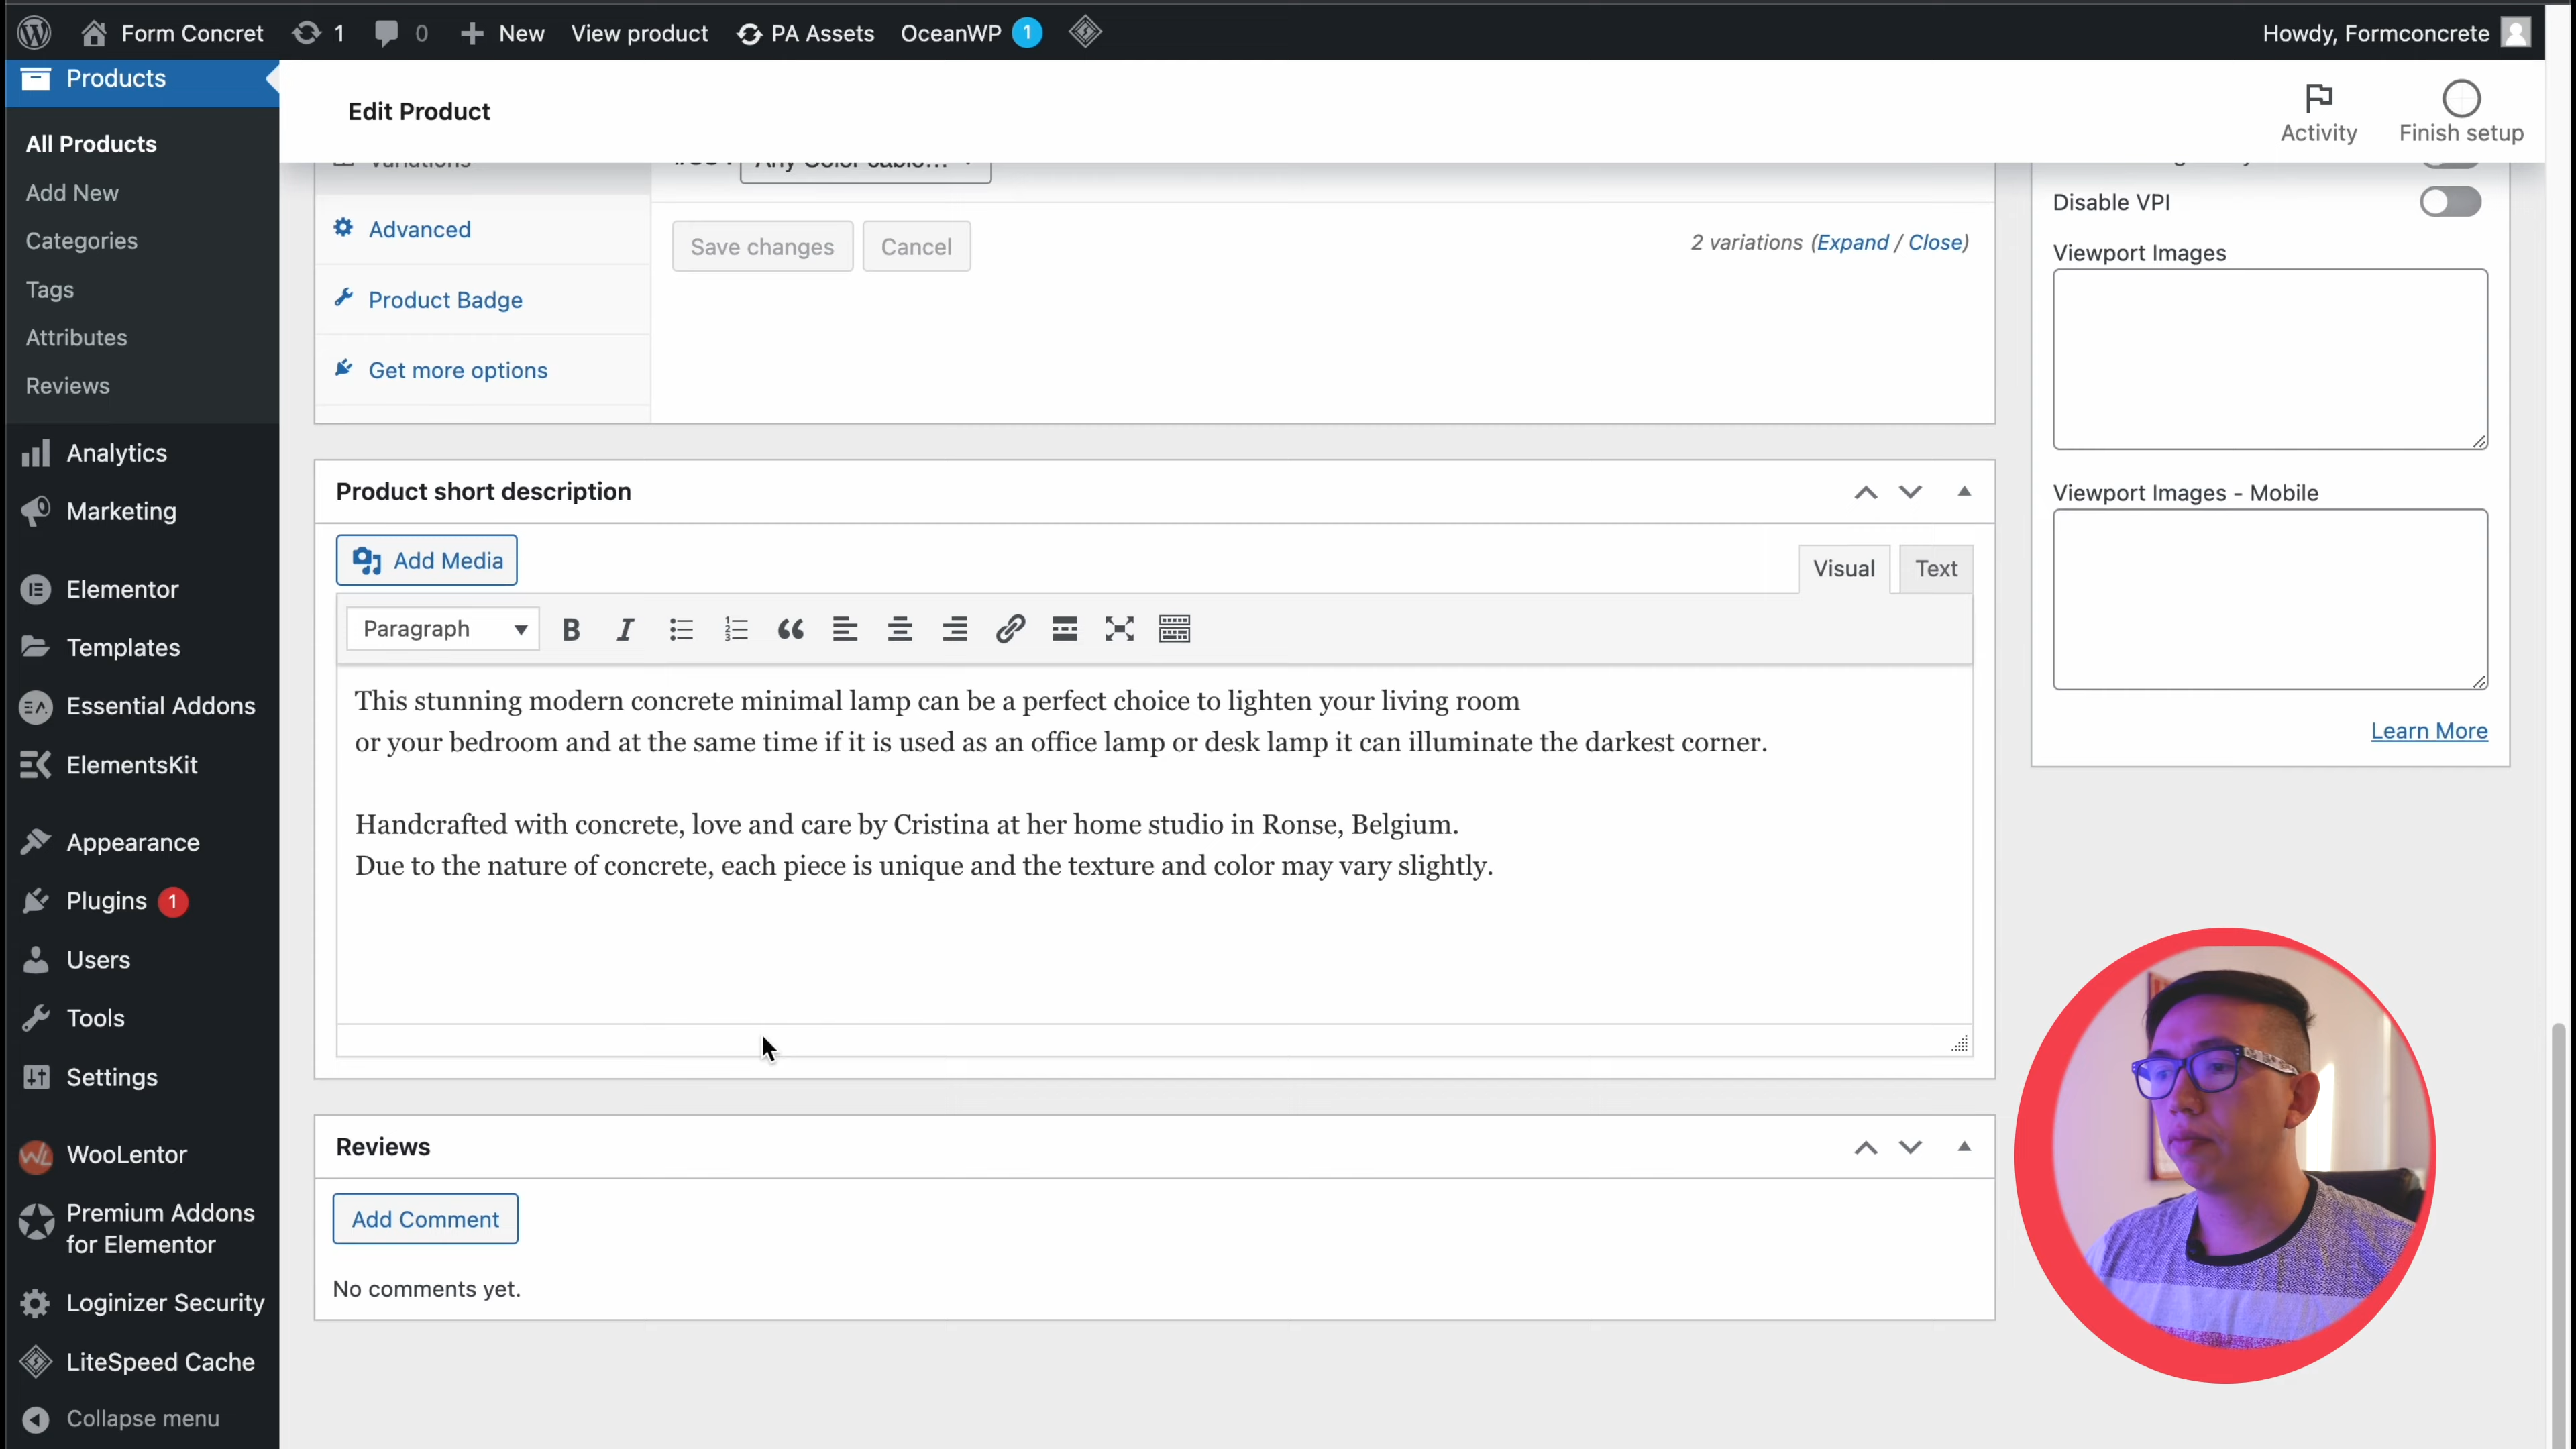 Form Concret
1
0
New
View product
PA Assets
OceanWP
1
Howdy, Formconcrete
Products
All Products
Add New
Categories
Tags
Attributes
Reviews
Analytics
Marketing
Elementor
Templates
Essential Addons
ElementsKit
Appearance
Plugins 1
Users
Tools
Settings
WooLentor
Premium Addons
for Elementor
Loginizer Security
LiteSpeed Cache
Collapse menu
Edit Product
Activity
Finish setup
Variations
Advanced
Product Badge
Get more options
Save changes
Cancel
2 variations (Expand / Close)
Product short description
Add Media
Visual
Text
Paragraph
This stunning modern concrete minimal lamp can be a perfect choice to lighten your living room
or your bedroom and at the same time if it is used as an office lamp or desk lamp it can illuminate the darkest corner.
Handcrafted with concrete, love and care by Cristina at her home studio in Ronse, Belgium.
Due to the nature of concrete, each piece is unique and the texture and color may vary slightly.
Reviews
Add Comment
No comments yet.
Disable VPI
Viewport Images
Viewport Images - Mobile
Learn More